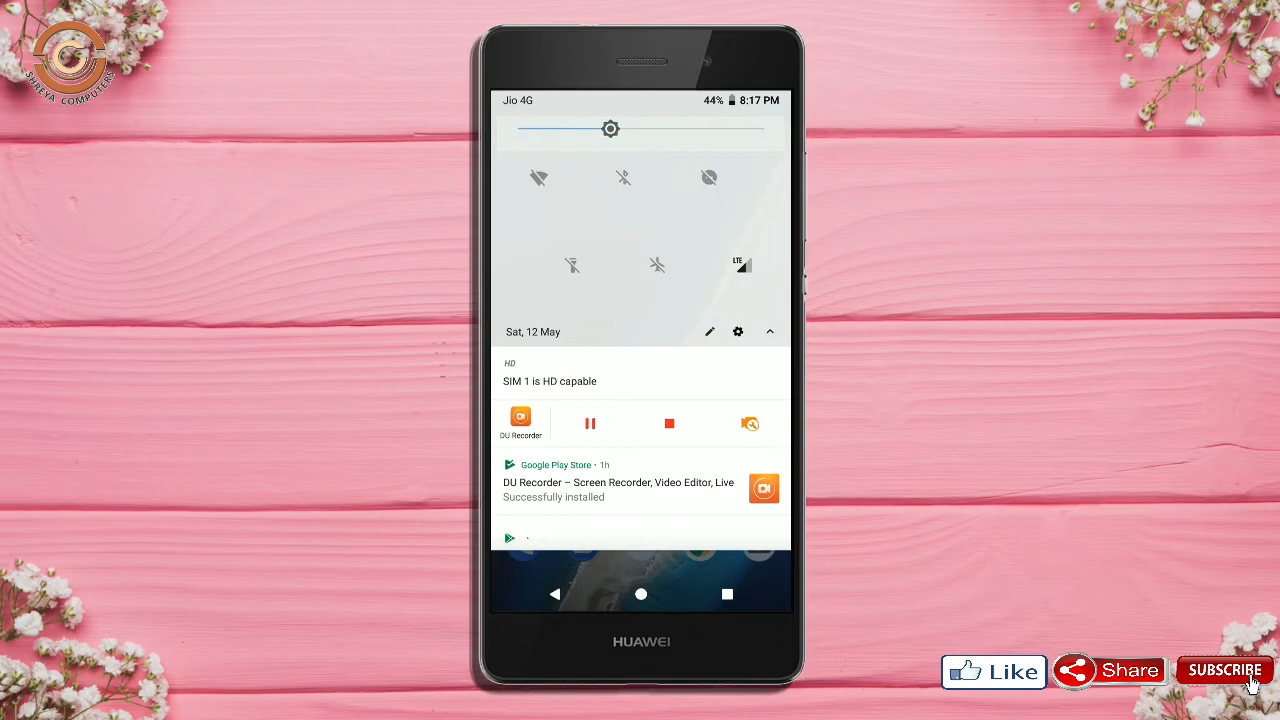 SHREYA COMPUTERS
Jio 4G
44% 8:17 PM
LTE
Sat, 12 May
HD
SIM 1 is HD capable
DU Recorder
Google Play Store • 1h
DU Recorder – Screen Recorder, Video Editor, Live
Successfully installed
HUAWEI
Like
Share
SUBSCRIBE